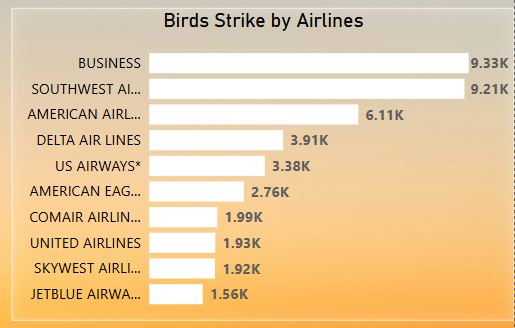 Birds Strike by Airlines
BUSINESS 9.33K
SOUTHWEST AI... 9.21K
AMERICAN AIRL... 6.11K
DELTA AIR LINES 3.91K
US AIRWAYS* 3.38K
AMERICAN EAG... 2.76K
COMAIR AIRLIN... 1.99K
UNITED AIRLINES 1.93K
SKYWEST AIRLI... 1.92K
JETBLUE AIRWA... 1.56K